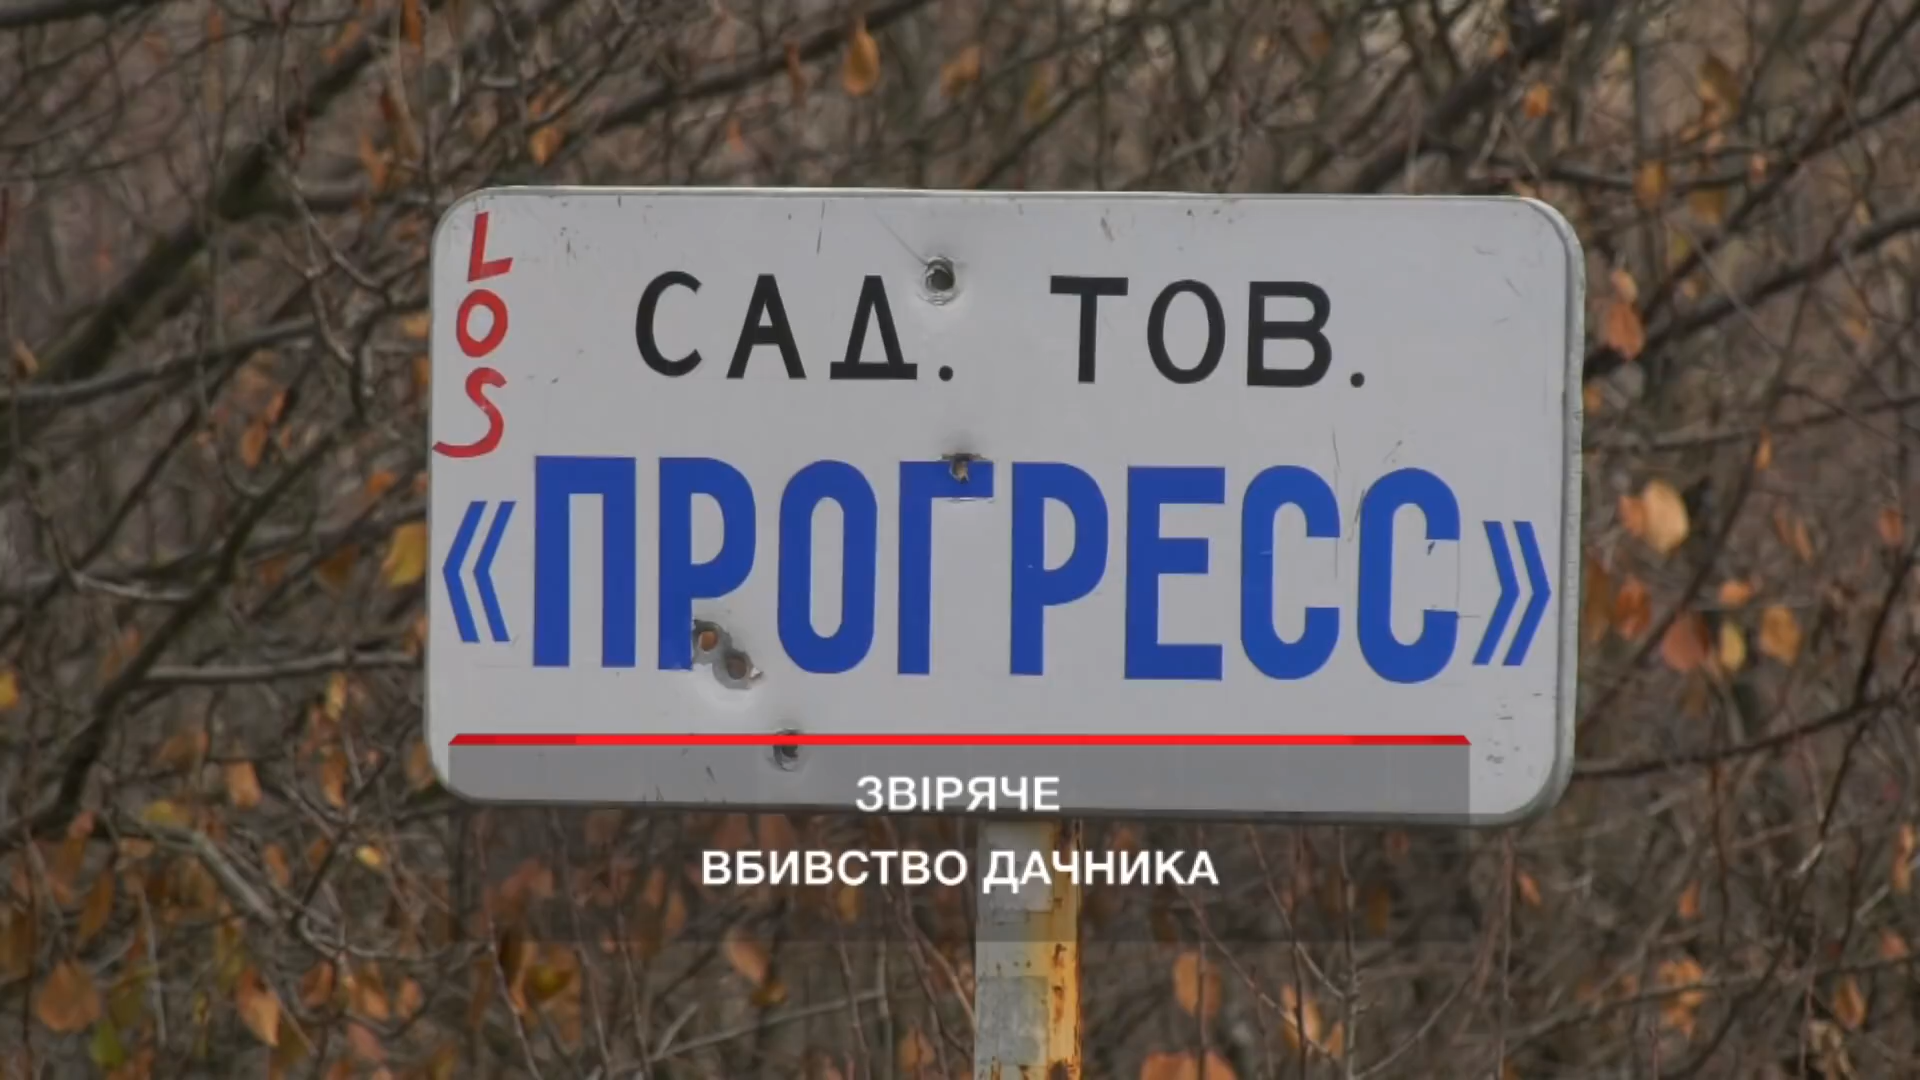 LOS
САД. ТОВ.
«ПРОГРЕСС»
ЗВІРЯЧЕ
ВБИВСТВО ДАЧНИКА